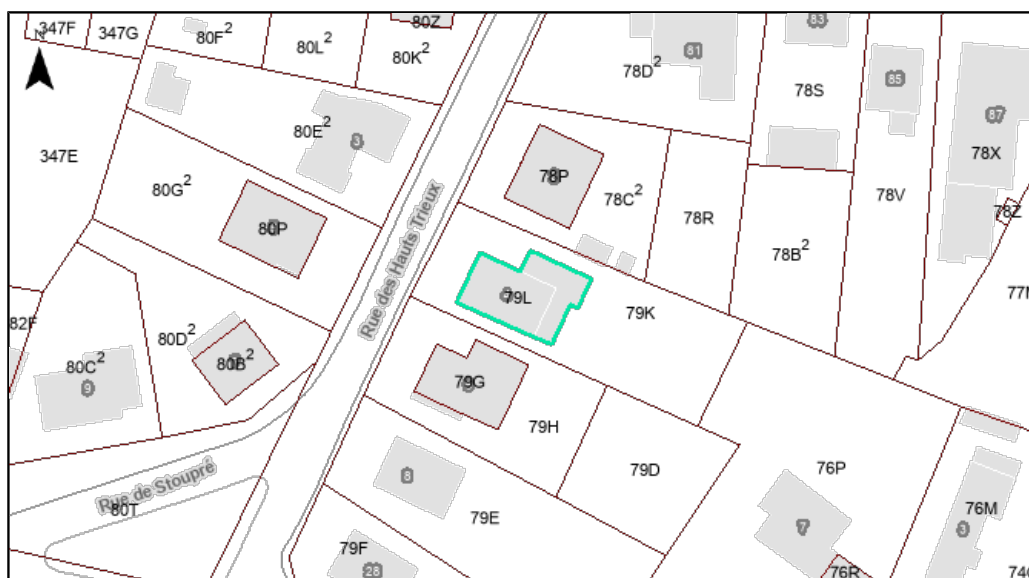 347F
347G
80F²
80L²
80K²
80Z
N
81
83
85
87
78D²
78S
78X
347E
80E²
3
80G²
80P
78P
78C²
78R
78B²
78V
78Z
77
Rue des Hauts Trieux
79L
79K
82F
80D²
80B²
80C²
9
79G
79H
79D
76P
8
79E
Rue de Stoupré
80T
79F
28
7
76R
76M
3